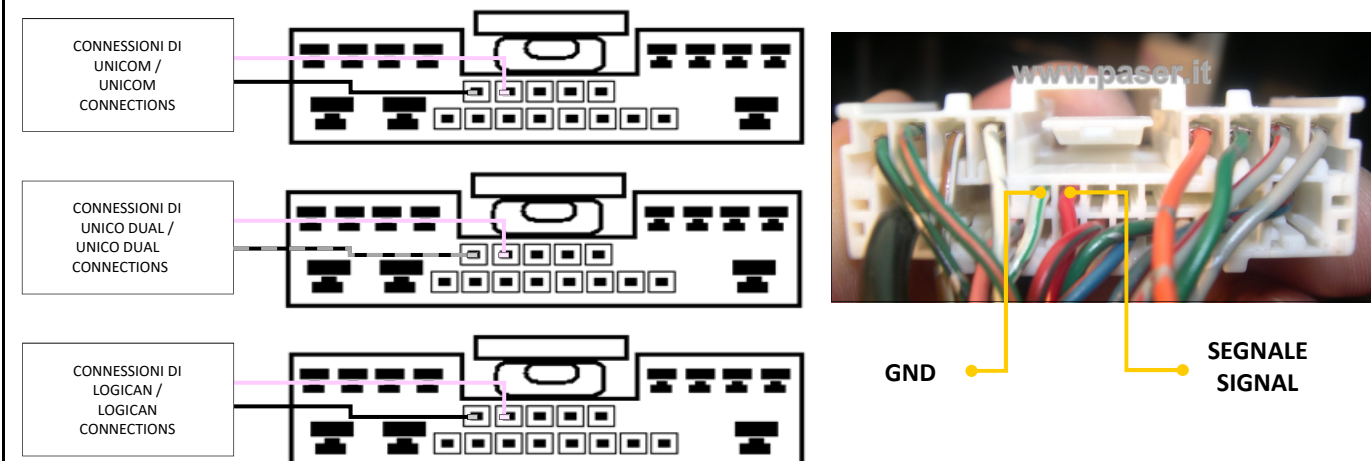 CONNESSIONI DI
UNICOM /
UNICOM
CONNECTIONS
www.paser.it
CONNESSIONI DI
UNICO DUAL /
UNICO DUAL
CONNECTIONS
CONNESSIONI DI
LOGICAN /
LOGICAN
CONNECTIONS
GND
SEGNALE
SIGNAL